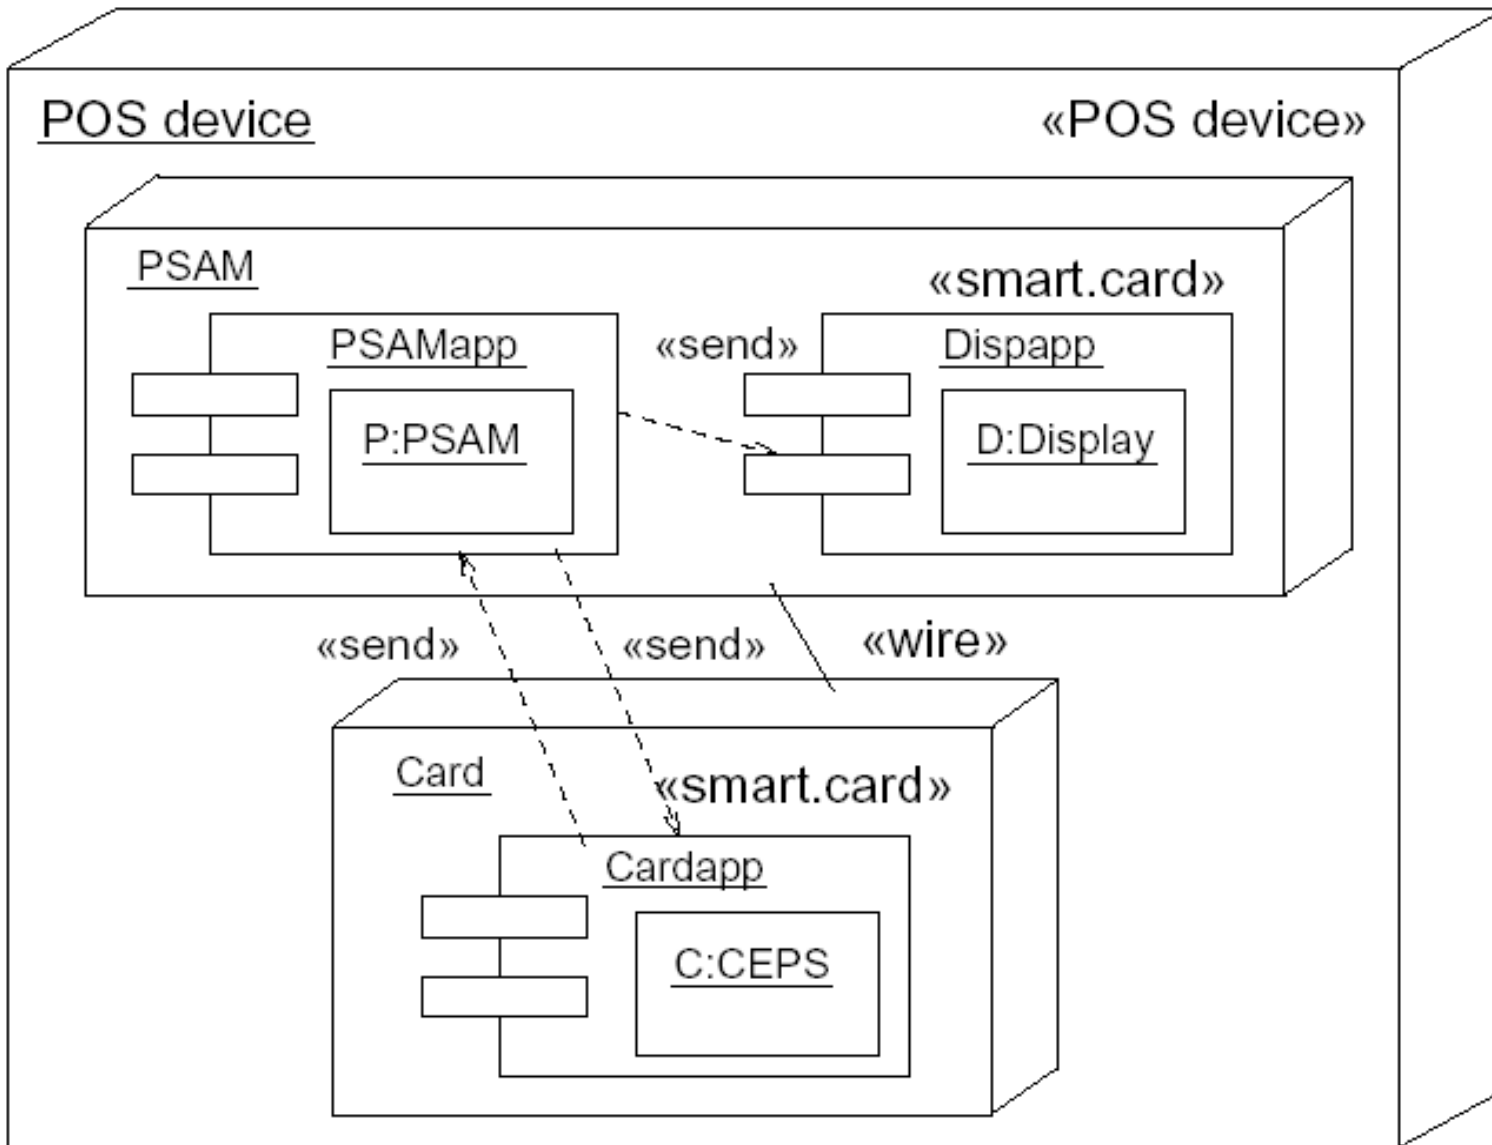 POS device
«POS device»
PSAM
«smart.card»
PSAMapp
«send»
Dispapp
P:PSAM
D:Display
«send»
«send»
«wire»
Card
«smart.card»
Cardapp
C:CEPS